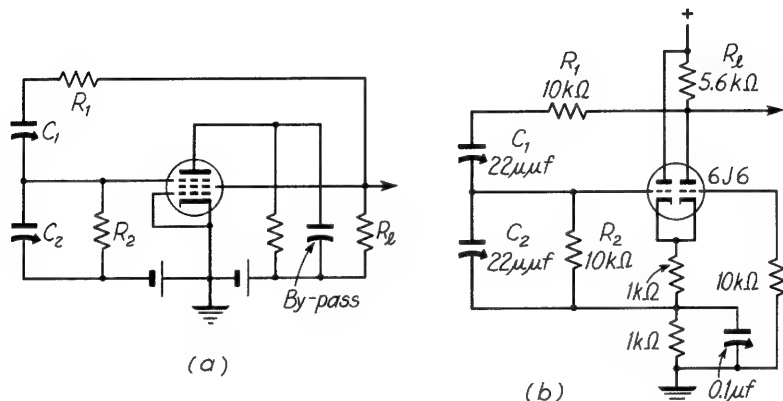 R₁
C₁
C₂
R₂
Rℓ
By-pass
(a)
+
R₁
10kΩ
Rℓ
5.6kΩ
C₁
22μμf
6J6
C₂
22μμf
R₂
10kΩ
1kΩ
10kΩ
1kΩ
0.1μf
(b)